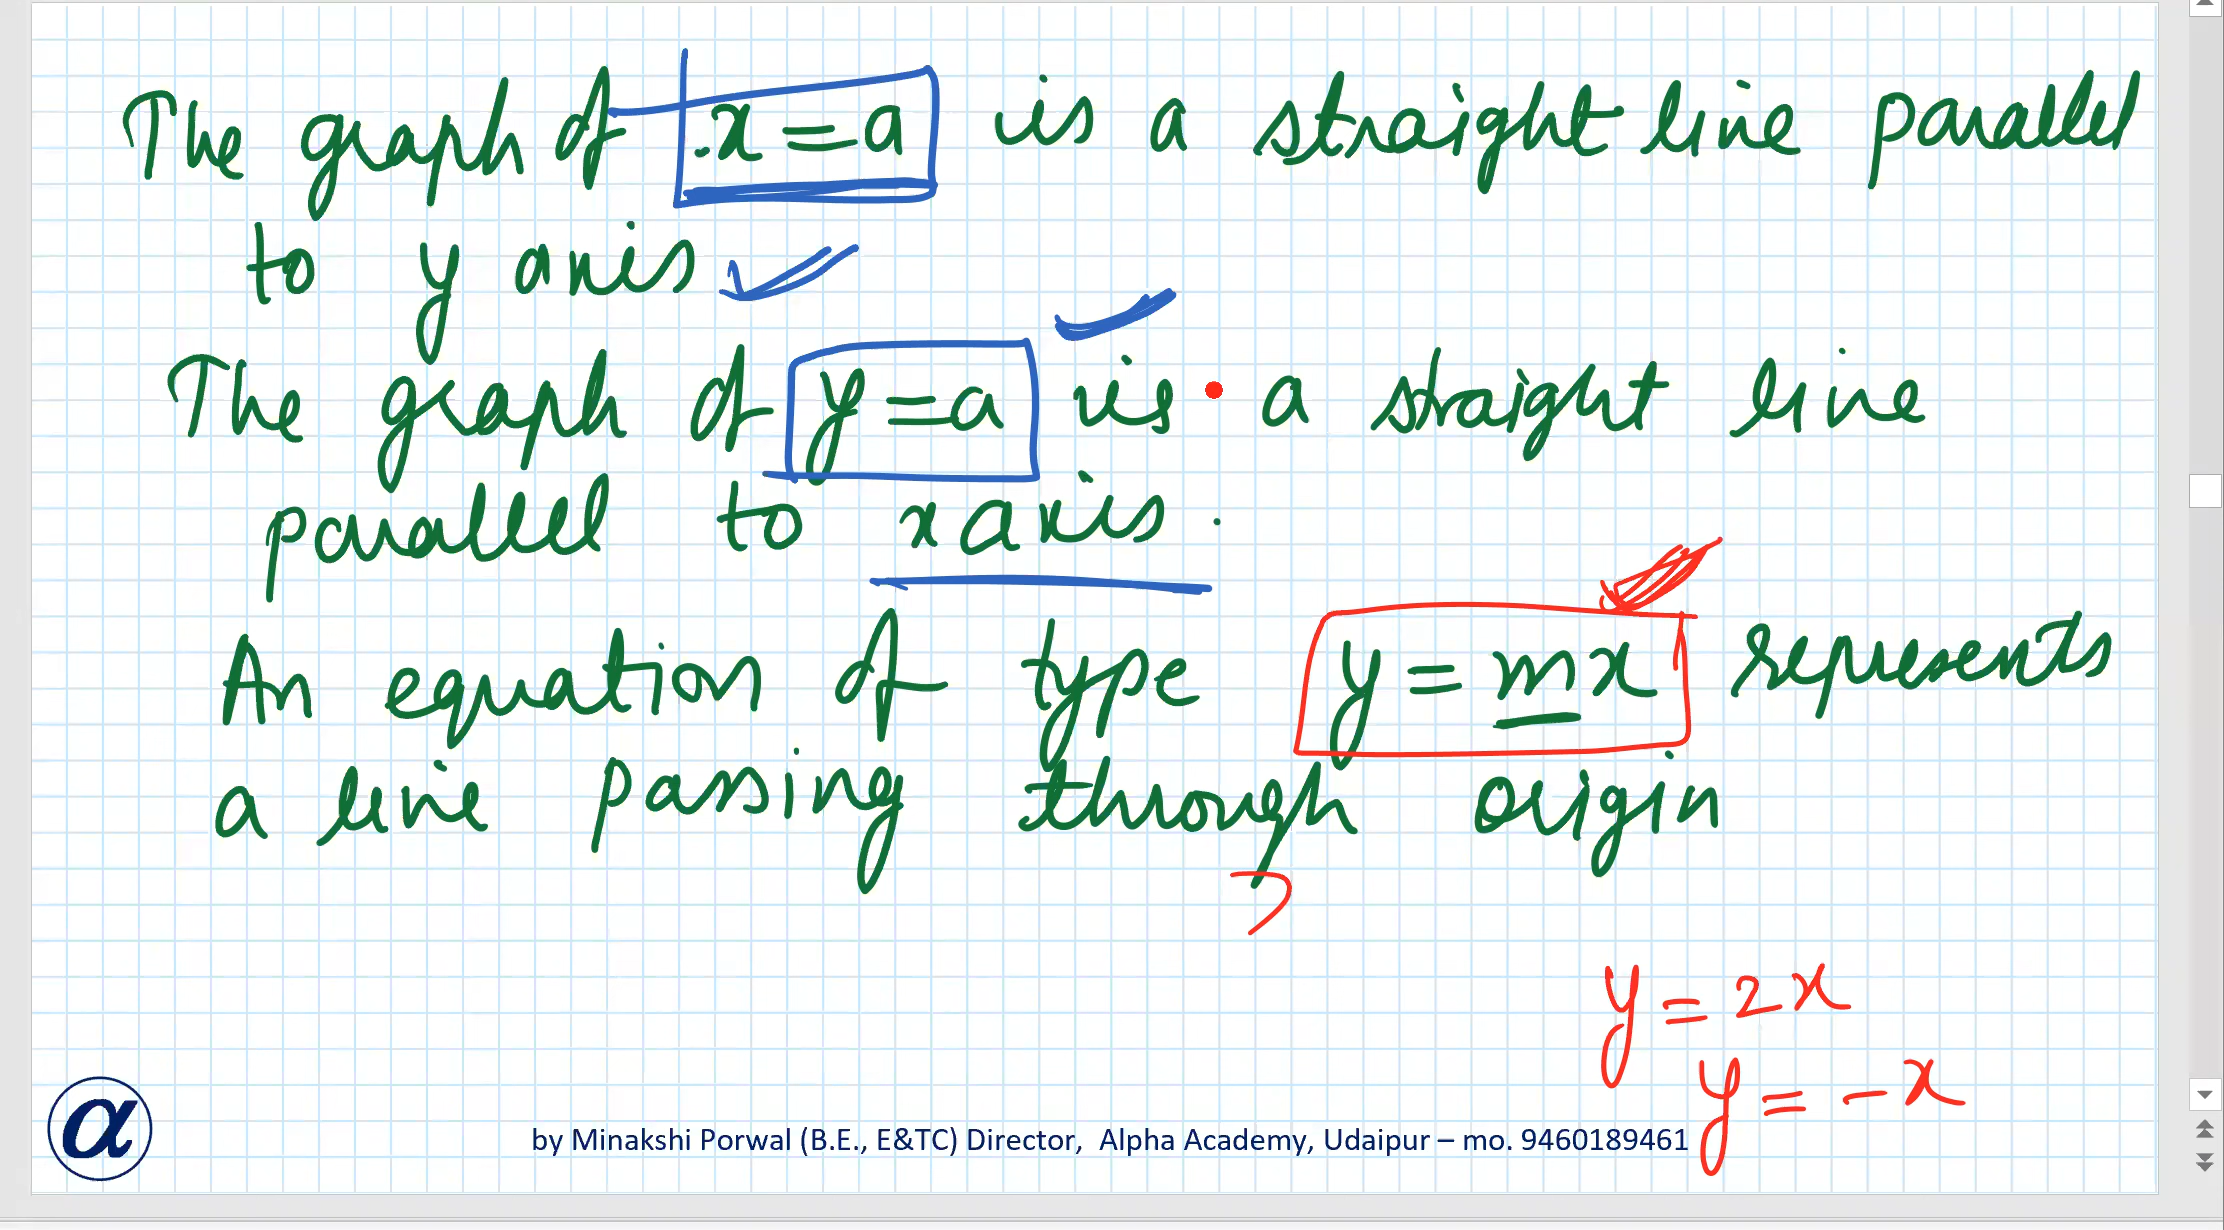 The graph of x = a is a straight line parallel
to y axis
The graph of y = a is a straight line
parallel to x axis.
An equation of type y = mx represents
a line passing through origin
y = 2x
y = -x
α
by Minakshi Porwal (B.E., E&TC) Director, Alpha Academy, Udaipur – mo. 9460189461